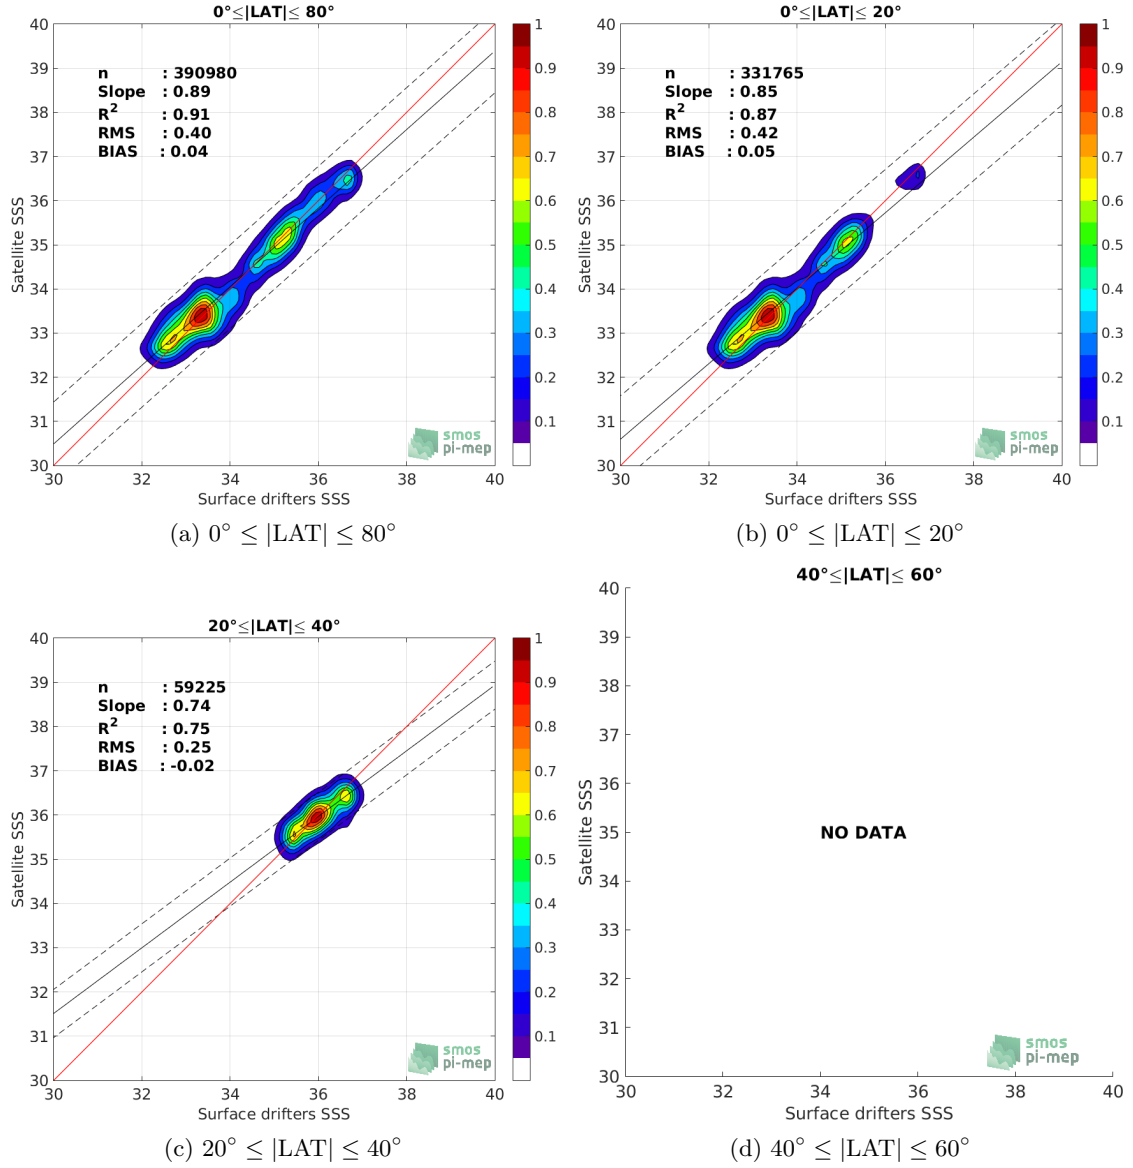 0°≤|LAT|≤ 80°
n : 390980
Slope : 0.89
R2 : 0.91
RMS : 0.40
BIAS : 0.04
40
39
38
37
36
35
34
33
32
31
30
Satellite SSS
30 32 34 36 38 40
Surface drifters SSS
1
0.9
0.8
0.7
0.6
0.5
0.4
0.3
0.2
0.1
smos
pi-mep
(a) 0° ≤ |LAT| ≤ 80°
0°≤|LAT|≤ 20°
n : 331765
Slope : 0.85
R2 : 0.87
RMS : 0.42
BIAS : 0.05
40
39
38
37
36
35
34
33
32
31
30
Satellite SSS
30 32 34 36 38 40
Surface drifters SSS
1
0.9
0.8
0.7
0.6
0.5
0.4
0.3
0.2
0.1
smos
pi-mep
(b) 0° ≤ |LAT| ≤ 20°
20°≤|LAT|≤ 40°
n : 59225
Slope : 0.74
R2 : 0.75
RMS : 0.25
BIAS : -0.02
40
39
38
37
36
35
34
33
32
31
30
Satellite SSS
30 32 34 36 38 40
Surface drifters SSS
1
0.9
0.8
0.7
0.6
0.5
0.4
0.3
0.2
0.1
smos
pi-mep
(c) 20° ≤ |LAT| ≤ 40°
40°≤|LAT|≤ 60°
NO DATA
40
39
38
37
36
35
34
33
32
31
30
Satellite SSS
30 32 34 36 38 40
Surface drifters SSS
smos
pi-mep
(d) 40° ≤ |LAT| ≤ 60°